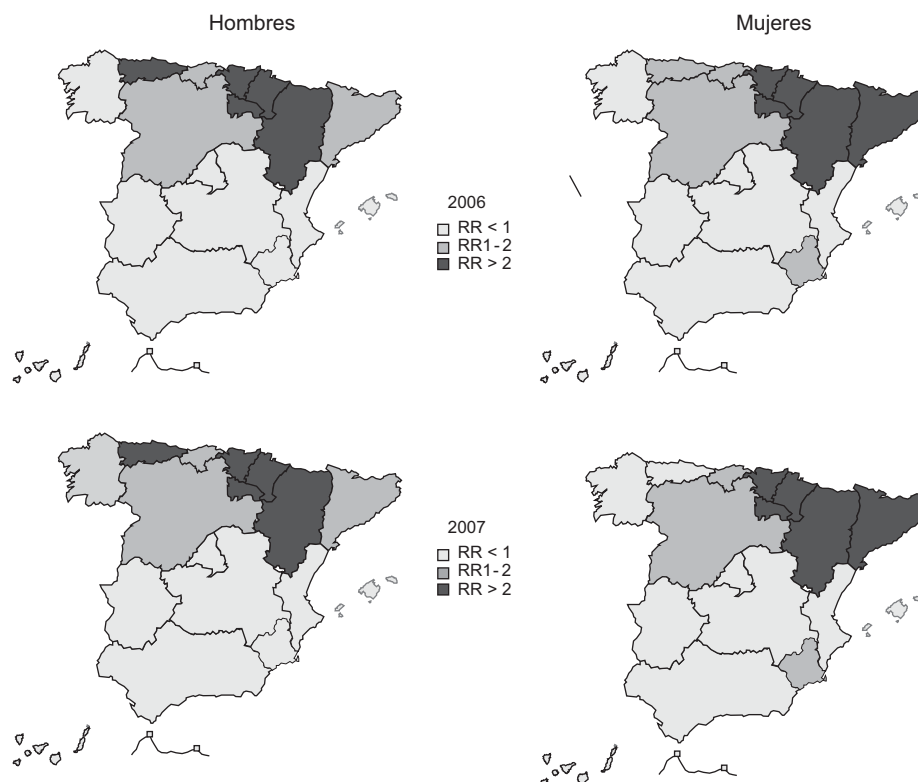 Hombres
Mujeres
2006
RR < 1
RR1-2
RR > 2
2007
RR < 1
RR1-2
RR > 2